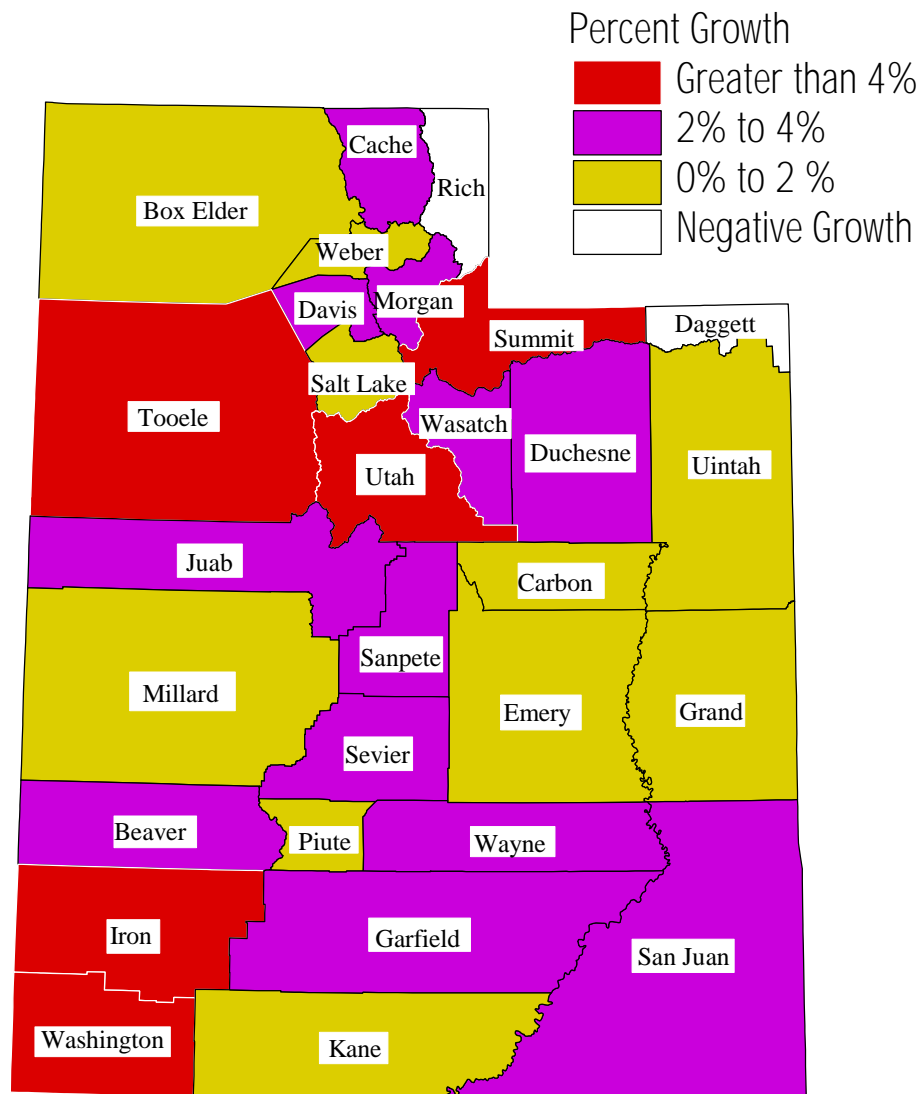 Percent Growth
Greater than 4%
2% to 4%
0% to 2 %
Negative Growth
Cache
Rich
Box Elder
Weber
Davis
Morgan
Daggett
Summit
Salt Lake
Tooele
Wasatch
Duchesne
Uintah
Utah
Juab
Carbon
Sanpete
Millard
Emery
Grand
Sevier
Beaver
Piute
Wayne
Iron
Garfield
San Juan
Washington
Kane